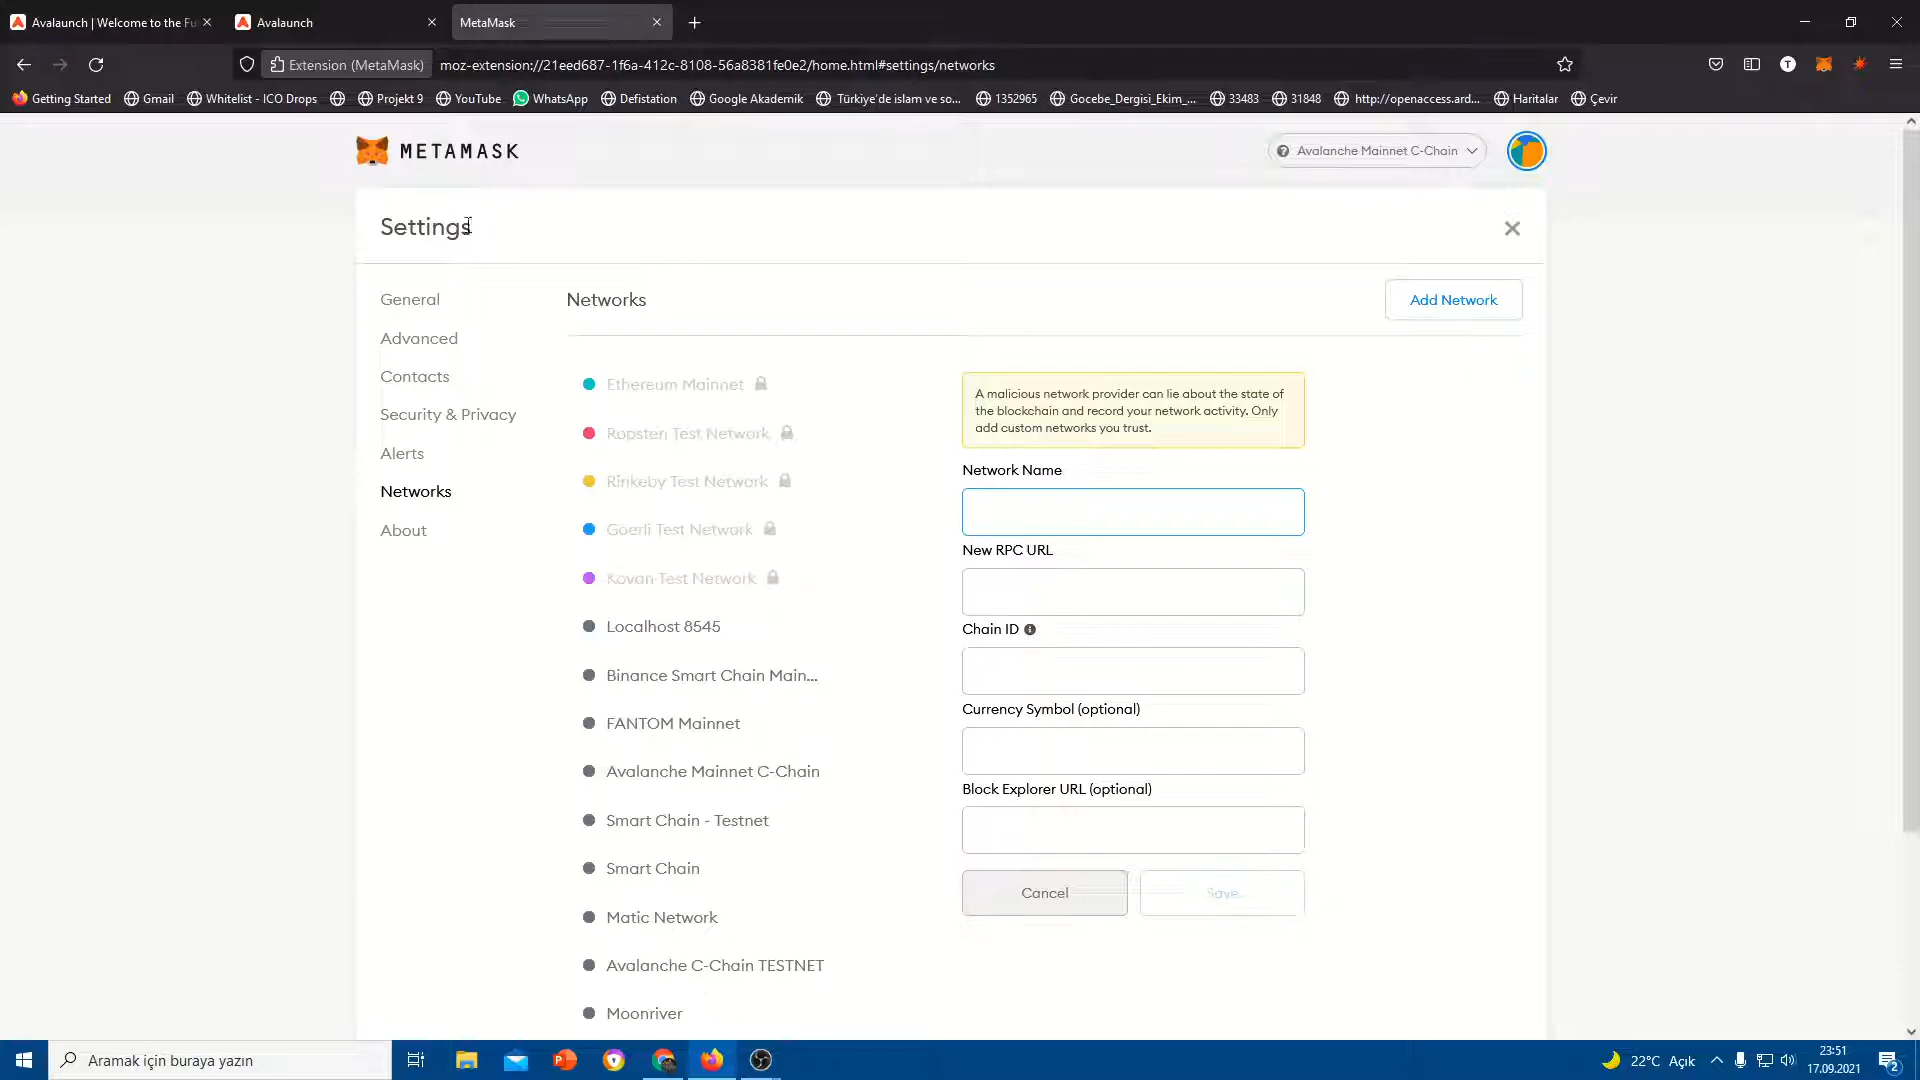 Avalaunch | Welcome to the Fu
Avalaunch
MetaMask
Extension (MetaMask)
moz-extension://21eed687-1f6a-412c-8108-56a8381fe0e2/home.html#settings/networks
T
Getting Started
Gmail
Whitelist - ICO Drops
Projekt 9
YouTube
WhatsApp
Defistation
Google Akademik
Türkiye'de islam ve so...
1352965
Gocebe_Dergisi_Ekim_...
33483
31848
http://openaccess.ard...
Haritalar
Çevir
METAMASK
Avalanche Mainnet C-Chain
Settings
General
Advanced
Contacts
Security & Privacy
Alerts
Networks
About
Networks
Add Network
Ethereum Mainnet
Ropsten Test Network
Rinkeby Test Network
Goerli Test Network
Kovan Test Network
Localhost 8545
Binance Smart Chain Main...
FANTOM Mainnet
Avalanche Mainnet C-Chain
Smart Chain - Testnet
Smart Chain
Matic Network
Avalanche C-Chain TESTNET
Moonriver
A malicious network provider can lie about the state of
the blockchain and record your network activity. Only
add custom networks you trust.
Network Name
New RPC URL
Chain ID
Currency Symbol (optional)
Block Explorer URL (optional)
Cancel
Save
Aramak için buraya yazın
22°C Açık
23:51
17.09.2021
2